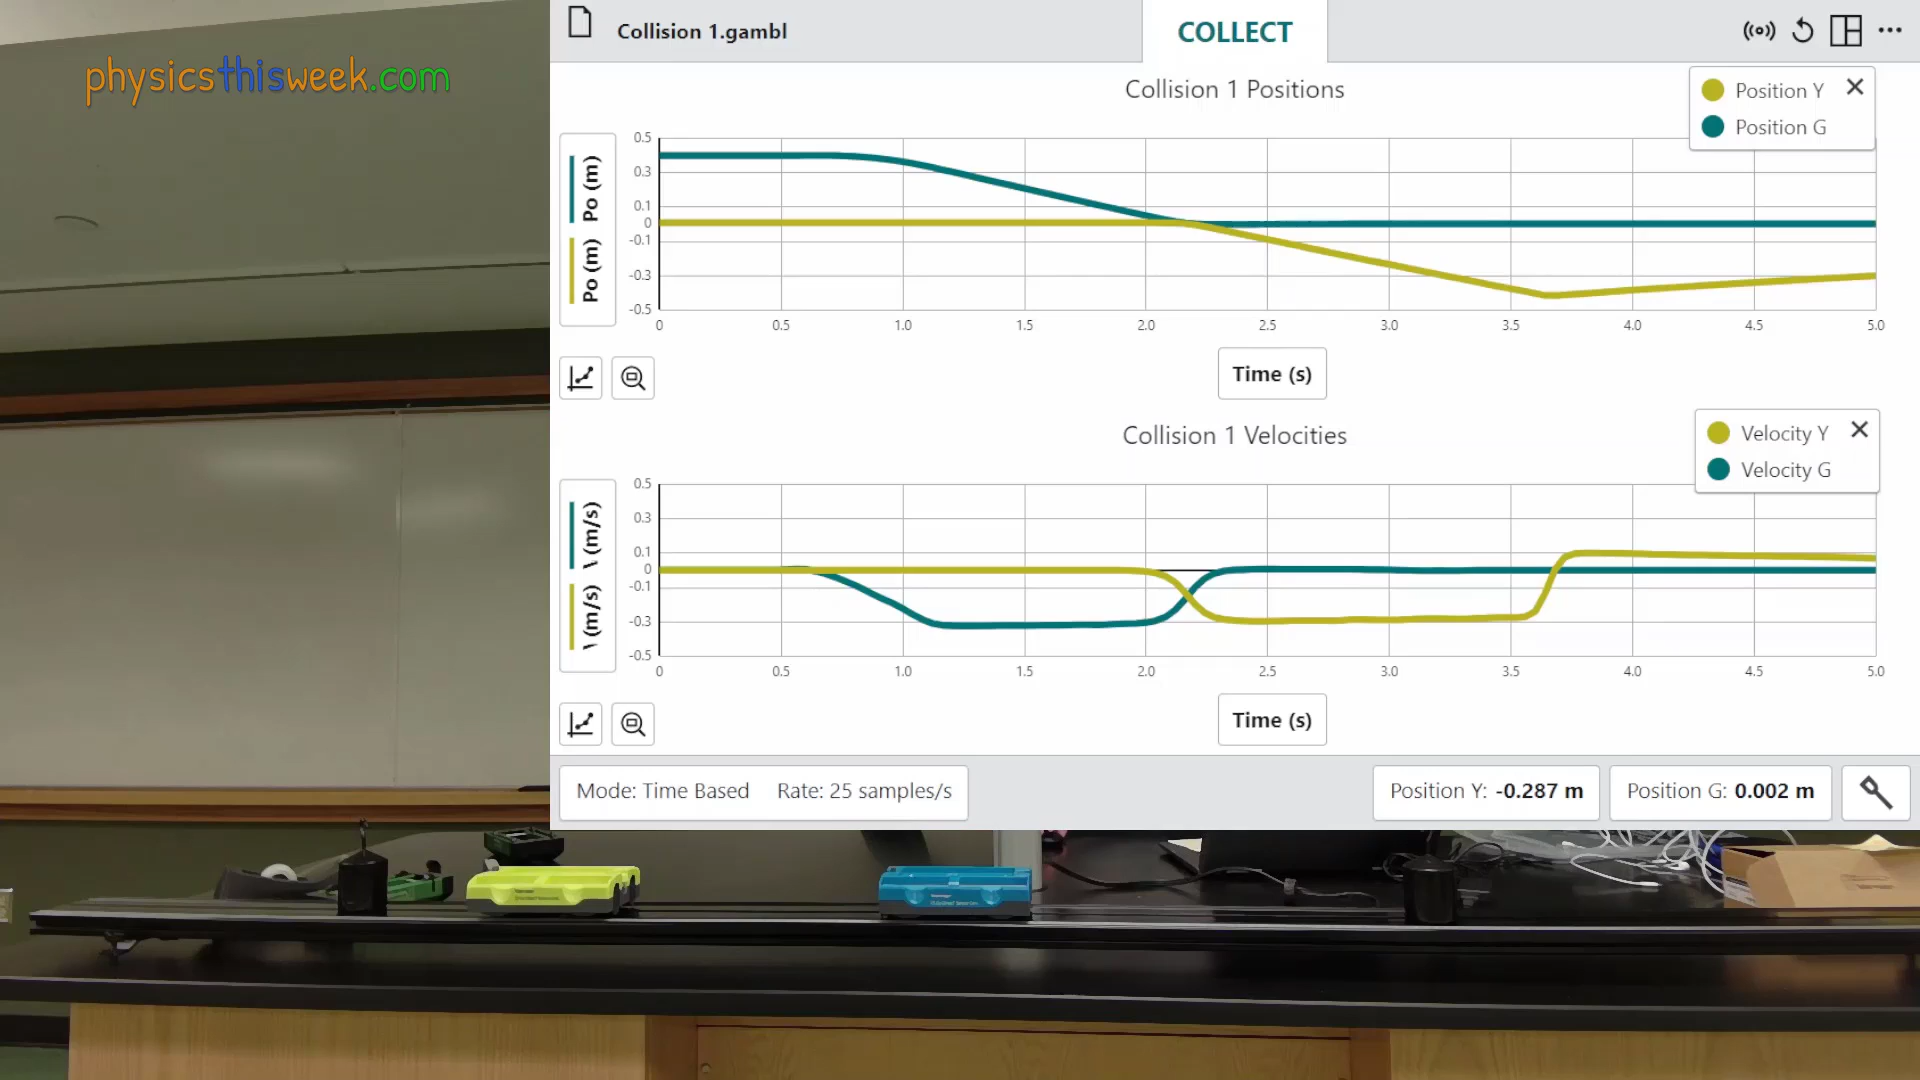 physicsthisweek.com
Collision 1.gambl
COLLECT
Collision 1 Positions
Position Y
Position G
Po (m)
Po (m)
0.5
0.3
0.1
0
-0.1
-0.3
-0.5
0 0.5 1.0 1.5 2.0 2.5 3.0 3.5 4.0 4.5 5.0
Time (s)
Collision 1 Velocities
Velocity Y
Velocity G
(m/s)
(m/s)
0.5
0.3
0.1
0
-0.1
-0.3
-0.5
0 0.5 1.0 1.5 2.0 2.5 3.0 3.5 4.0 4.5 5.0
Time (s)
Mode: Time Based Rate: 25 samples/s
Position Y: -0.287 m
Position G: 0.002 m